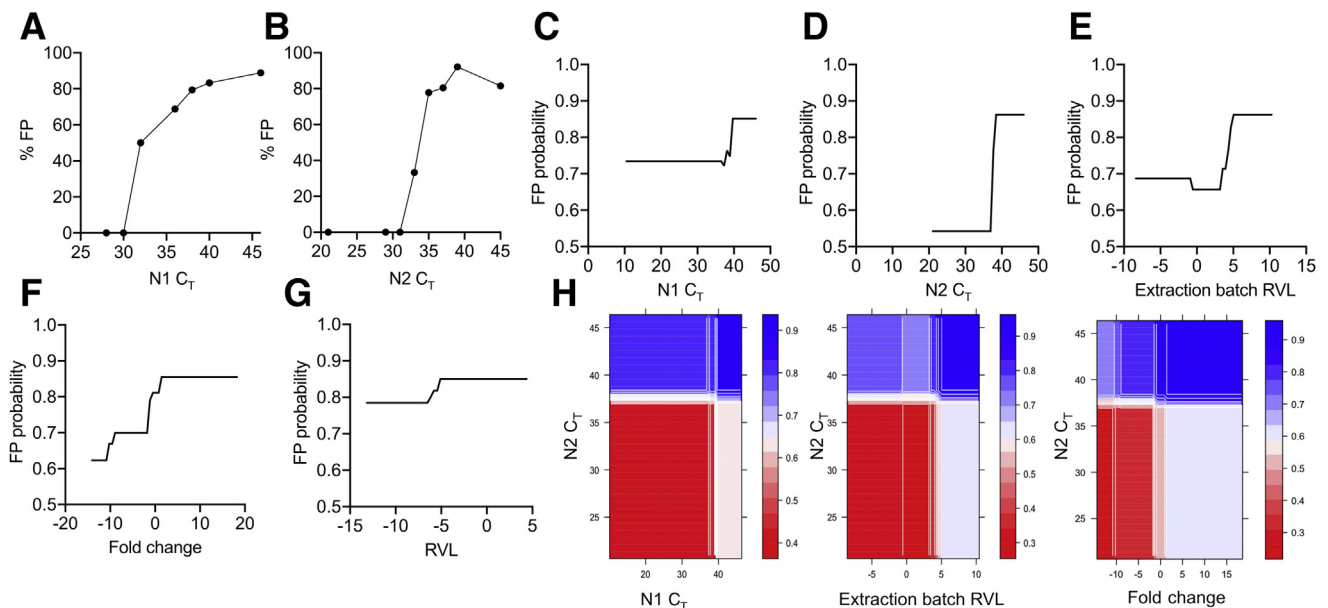 A
100
80
60
40
20
0
% FP
25 30 35 40 45
N1 CT
B
100
80
60
40
20
0
% FP
20 25 30 35 40 45
N2 CT
C
1.0
0.9
0.8
0.7
0.6
0.5
FP probability
0 10 20 30 40 50
N1 CT
D
1.0
0.9
0.8
0.7
0.6
0.5
FP probability
0 10 20 30 40 50
N2 CT
E
1.0
0.9
0.8
0.7
0.6
0.5
FP probability
-10 -5 0 5 10 15
Extraction batch RVL
F
1.0
0.9
0.8
0.7
0.6
0.5
FP probability
-20 -10 0 10 20
Fold change
G
1.0
0.9
0.8
0.7
0.6
0.5
FP probability
-15 -10 -5 0 5
RVL
H
45
40
35
30
25
N2 CT
20 30 40
N1 CT
0.9
0.8
0.7
0.6
0.5
0.4
45
40
35
30
25
N2 CT
-5 0 5 10
Extraction batch RVL
0.9
0.8
0.7
0.6
0.5
0.4
0.3
45
40
35
30
25
N2 CT
-10 -5 0 5 10 15
Fold change
0.9
0.8
0.7
0.6
0.5
0.4
0.3